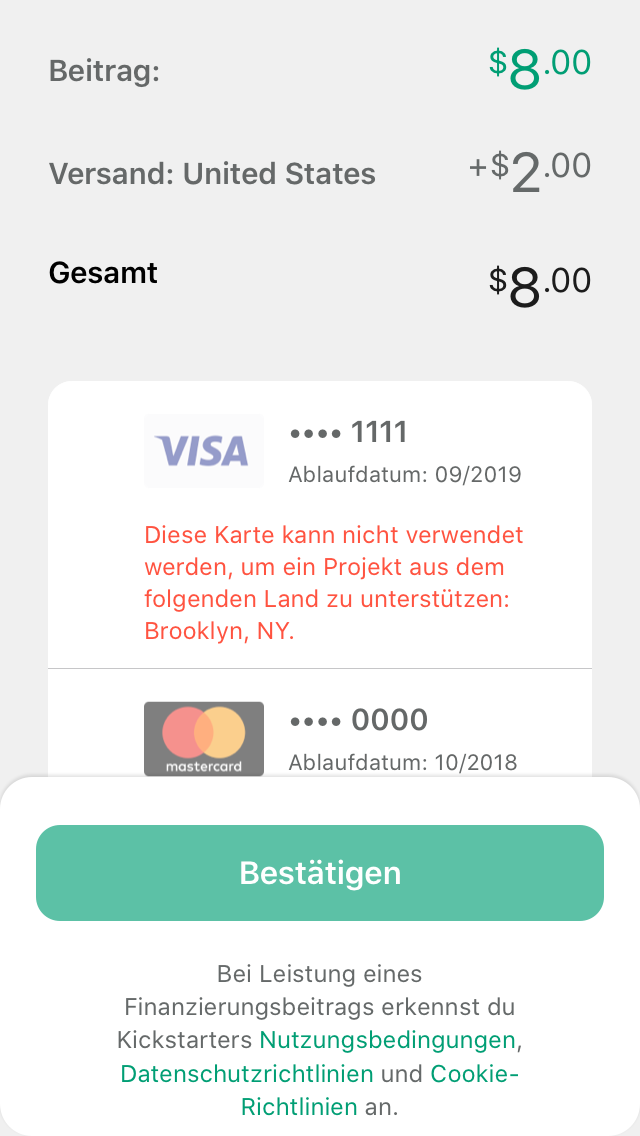 Beitrag: $8.00
Versand: United States +$2.00
Gesamt $8.00
VISA •••• 1111
Ablaufdatum: 09/2019
Diese Karte kann nicht verwendet
werden, um ein Projekt aus dem
folgenden Land zu unterstützen:
Brooklyn, NY.
•••• 0000
mastercard Ablaufdatum: 10/2018
Bestätigen
Bei Leistung eines
Finanzierungsbeitrags erkennst du
Kickstarters Nutzungsbedingungen,
Datenschutzrichtlinien und Cookie-
Richtlinien an.